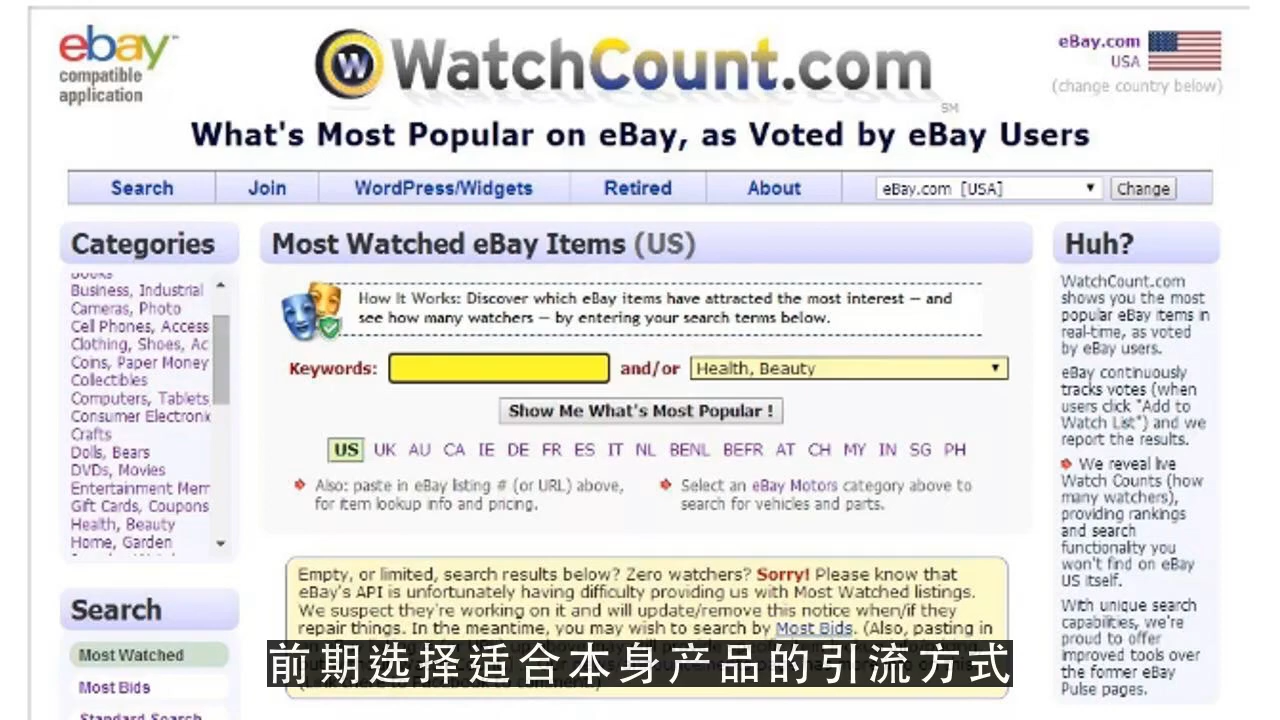 ebay™
compatible
application
W WatchCount.com
SM
eBay.com
USA
(change country below)
What's Most Popular on eBay, as Voted by eBay Users
Search Join WordPress/Widgets Retired About eBay.com [USA] Change
Categories
Books
Business, Industrial
Cameras, Photo
Cell Phones, Access
Clothing, Shoes, Ac
Coins, Paper Money
Collectibles
Computers, Tablets,
Consumer Electronic
Crafts
Dolls, Bears
DVDs, Movies
Entertainment Mem
Gift Cards, Coupons
Health, Beauty
Home, Garden
Search
Most Watched
Most Bids
Standard Search
Most Watched eBay Items (US)
How It Works: Discover which eBay items have attracted the most interest — and
see how many watchers — by entering your search terms below.
Keywords: and/or Health, Beauty
Show Me What's Most Popular !
US UK AU CA IE DE FR ES IT NL BENL BEFR AT CH MY IN SG PH
Also: paste in eBay listing # (or URL) above,
for item lookup info and pricing.
Select an eBay Motors category above to
search for vehicles and parts.
Empty, or limited, search results below? Zero watchers? Sorry! Please know that
eBay's API is unfortunately having difficulty providing us with Most Watched listings.
We suspect they're working on it and will update/remove this notice when/if they
repair things. In the meantime, you may wish to search by Most Bids. (Also, pasting in
前期选择适合本身产品的引流方式
Huh?
WatchCount.com
shows you the most
popular eBay items in
real-time, as voted
by eBay users.
eBay continuously
tracks votes (when
users click "Add to
Watch List") and we
report the results.
We reveal live
Watch Counts (how
many watchers),
providing rankings
and search
functionality you
won't find on eBay
US itself.
With unique search
capabilities, we're
proud to offer
improved tools over
the former eBay
Pulse pages.